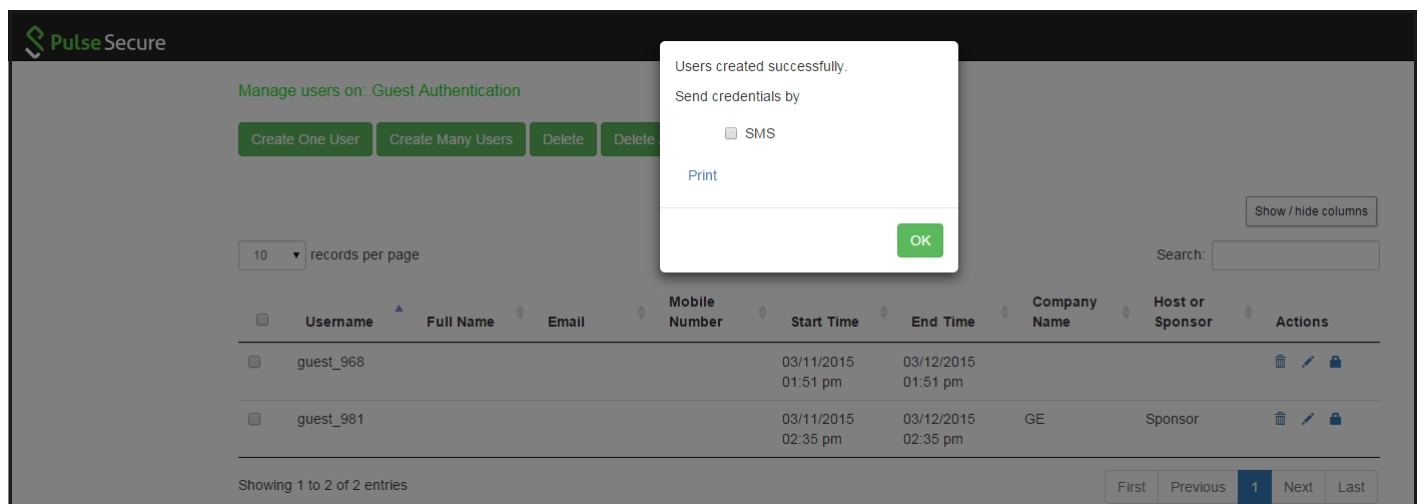 Pulse Secure
Manage users on: Guest Authentication
Create One User Create Many Users Delete Delete
Users created successfully.
Send credentials by
SMS
Print
OK
Show / hide columns
10 records per page
Search:
Username Full Name Email Mobile Number Start Time End Time Company Name Host or Sponsor Actions
guest_968 03/11/2015 03/12/2015
01:51 pm 01:51 pm
guest_981 03/11/2015 03/12/2015 GE Sponsor
02:35 pm 02:35 pm
Showing 1 to 2 of 2 entries
First Previous 1 Next Last